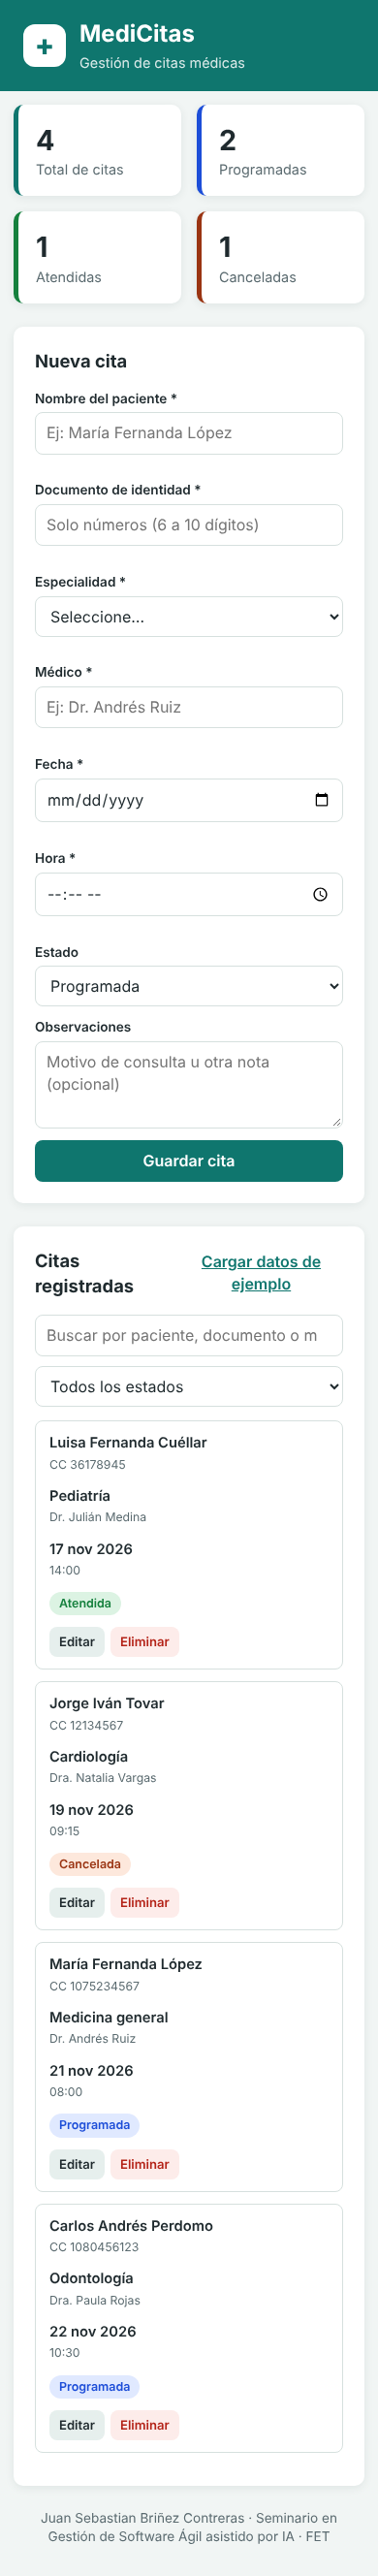 MediCitas
Gestión de citas médicas
4
Total de citas
2
Programadas
1
Atendidas
1
Canceladas
Nueva cita
Nombre del paciente *
Ej: María Fernanda López
Documento de identidad *
Solo números (6 a 10 dígitos)
Especialidad *
Seleccione...
Médico *
Ej: Dr. Andrés Ruiz
Fecha *
mm/dd/yyyy
Hora *
--:-- --
Estado
Programada
Observaciones
Motivo de consulta u otra nota
(opcional)
Guardar cita
Citas
registradas
Cargar datos de
ejemplo
Buscar por paciente, documento o m
Todos los estados
Luisa Fernanda Cuéllar
CC 36178945
Pediatría
Dr. Julián Medina
17 nov 2026
14:00
Atendida
Editar Eliminar
Jorge Iván Tovar
CC 12134567
Cardiología
Dra. Natalia Vargas
19 nov 2026
09:15
Cancelada
Editar Eliminar
María Fernanda López
CC 1075234567
Medicina general
Dr. Andrés Ruiz
21 nov 2026
08:00
Programada
Editar Eliminar
Carlos Andrés Perdomo
CC 1080456123
Odontología
Dra. Paula Rojas
22 nov 2026
10:30
Programada
Editar Eliminar
Juan Sebastian Briñez Contreras · Seminario en
Gestión de Software Ágil asistido por IA · FET